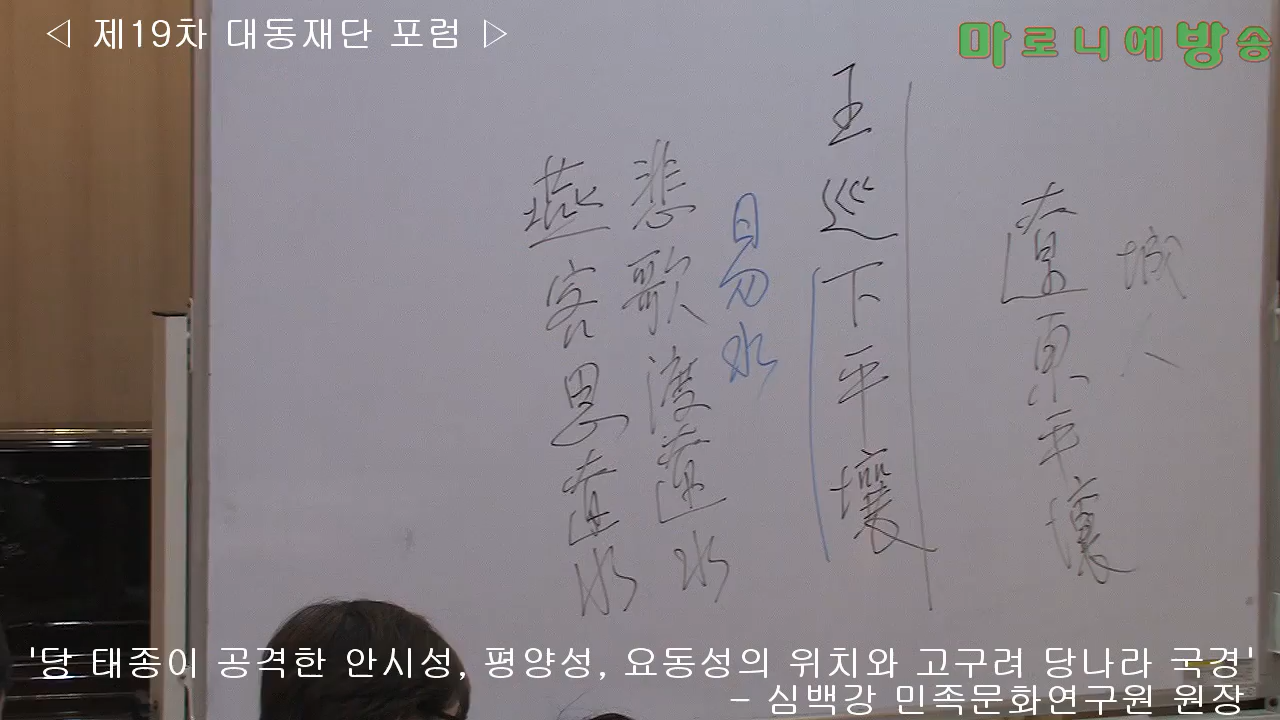 ◁ 제19차 대동재단 포럼 ▷
마로니에방송
城
遼東平壤
王巡下平壤
易水
悲歌渡遼水
燕客思遼水
'당 태종이 공격한 안시성, 평양성, 요동성의 위치와 고구려 당나라 국경'
- 심백강 민족문화연구원 원장